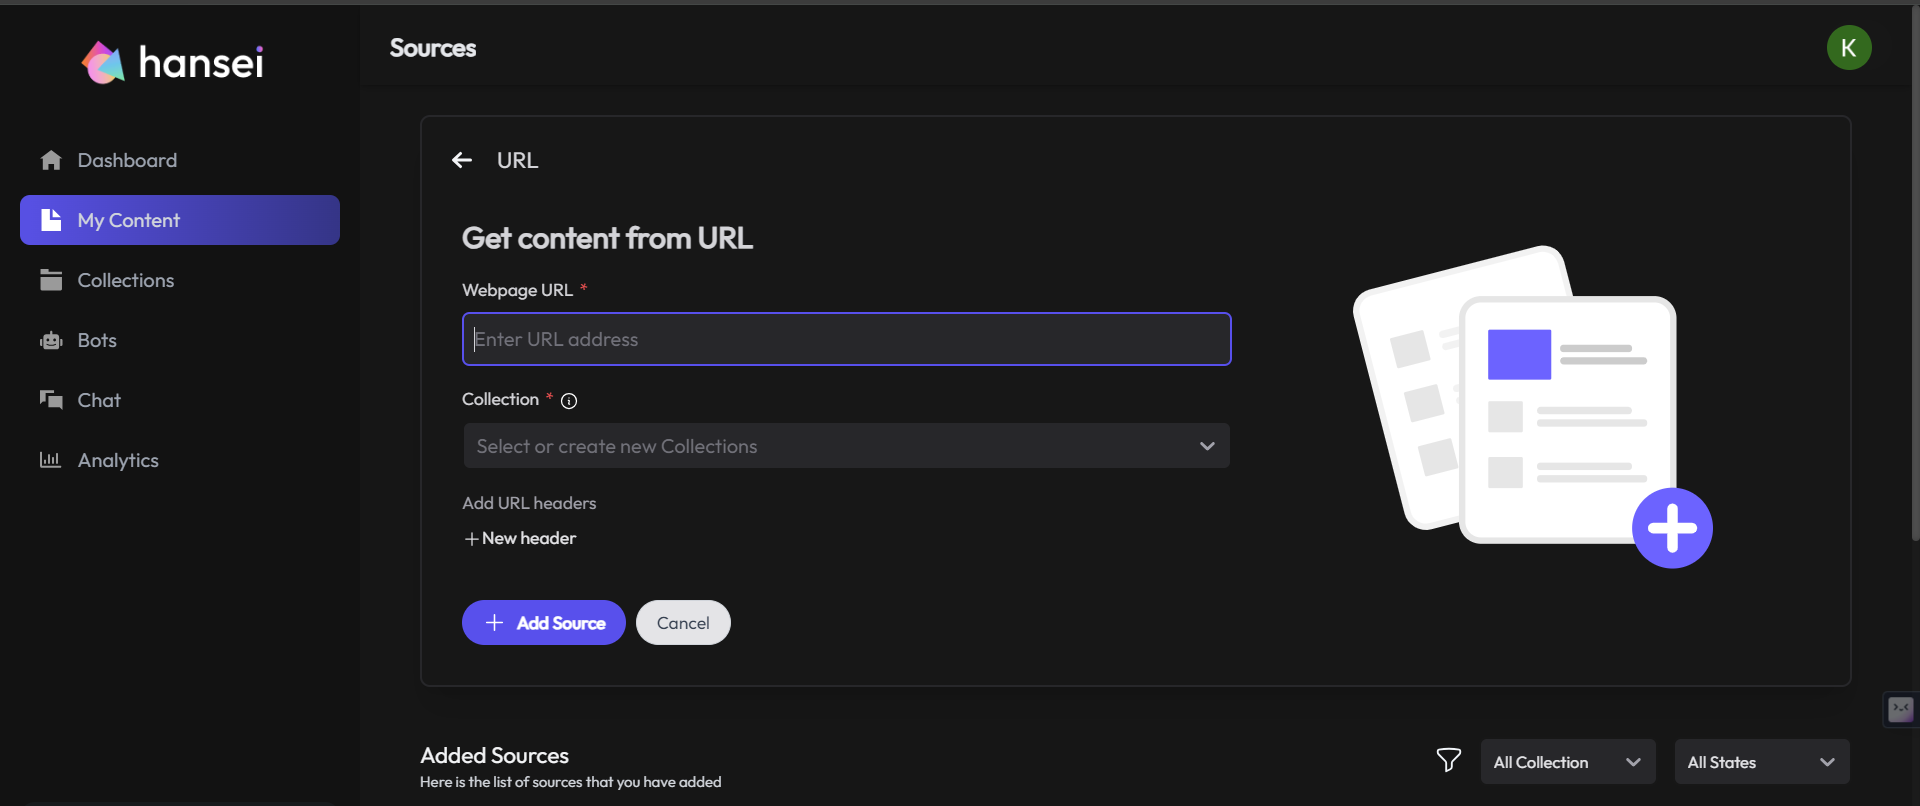 hansei
Sources
K
Dashboard
My Content
Collections
Bots
Chat
Analytics
URL
Get content from URL
Webpage URL *
Enter URL address
Collection *
Select or create new Collections
Add URL headers
+ New header
+ Add Source
Cancel
Added Sources
Here is the list of sources that you have added
All Collection
All States